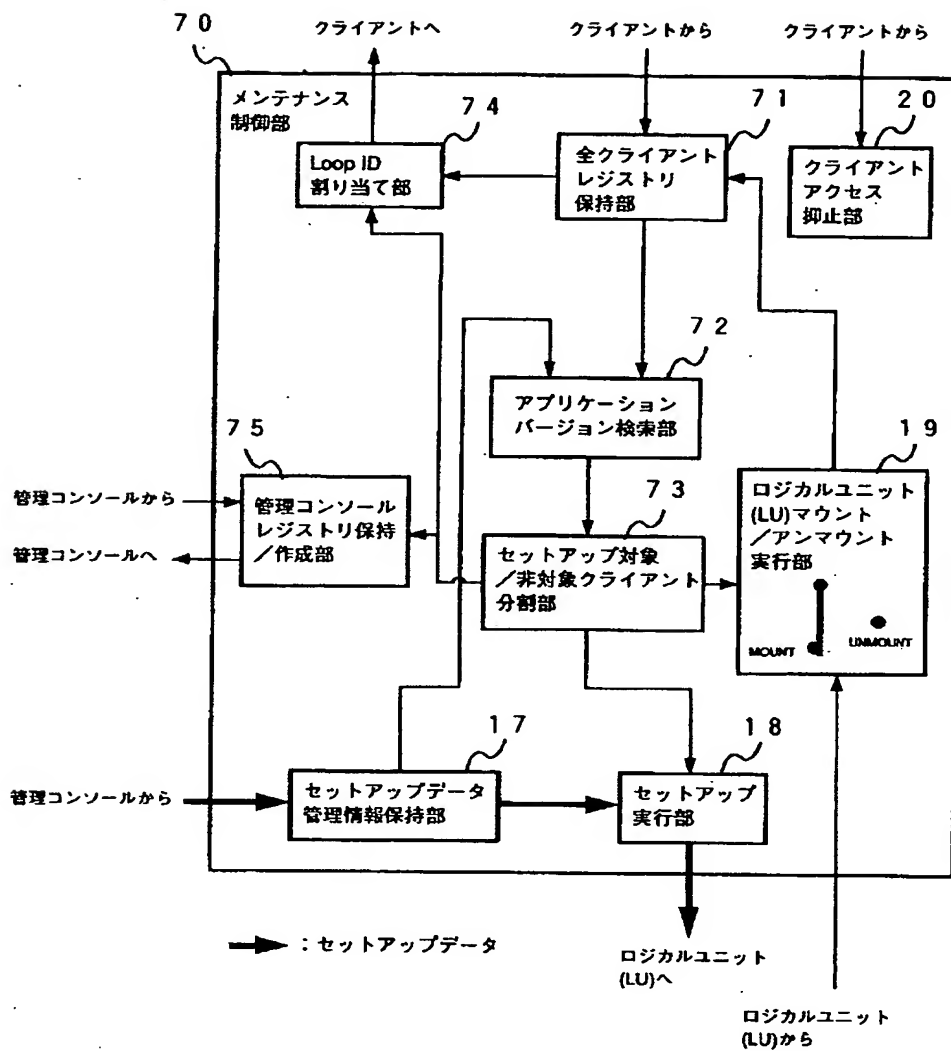 70
クライアントへ
クライアントから
クライアントから
メンテナンス
制御部
74
Loop ID
割り当て部
71
全クライアント
レジストリ
保持部
20
クライアント
アクセス
抑止部
72
アプリケーション
バージョン検索部
75
管理コンソールから
管理コンソールへ
管理コンソール
レジストリ保持
/作成部
73
セットアップ対象
/非対象クライアント
分割部
19
ロジカルユニット
(LU)マウント
/アンマウント
実行部
MOUNT
UNMOUNT
17
管理コンソールから
セットアップデータ
管理情報保持部
18
セットアップ
実行部
:セットアップデータ
ロジカルユニット
(LU)へ
ロジカルユニット
(LU)から